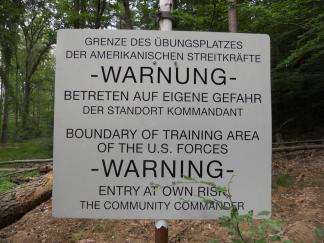 GRENZE DES ÜBUNGSPLATZES
DER AMERIKANISCHEN STREITKRÄFTE
-WARNUNG-
BETRETEN AUF EIGENE GEFAHR
DER STANDORT KOMMANDANT
BOUNDARY OF TRAINING AREA
OF THE U.S. FORCES
-WARNING-
ENTRY AT OWN RISK
THE COMMUNITY COMMANDER